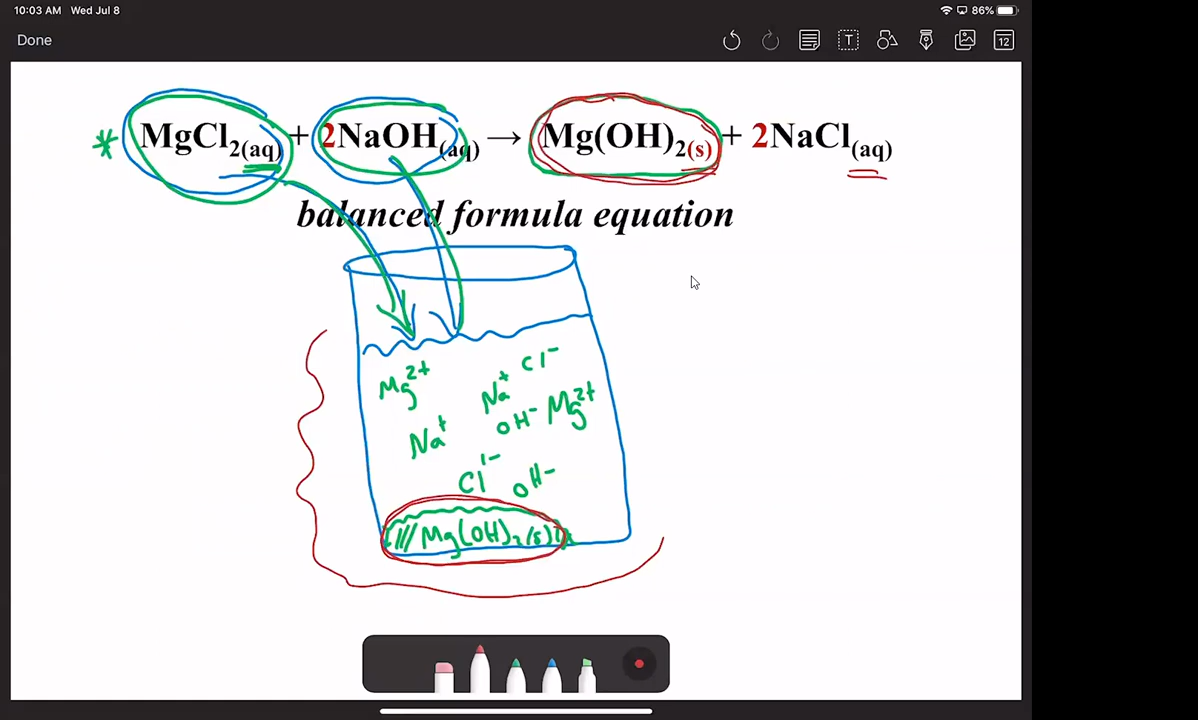 10:03 AM Wed Jul 8 86%
Done
T
12
* MgCl2(aq) + 2NaOH(aq) → Mg(OH)2(s) + 2NaCl(aq)
balanced formula equation
Mg2+
Na+
Cl-
OH-
Mg2+
Na+
Cl1-
OH-
Mg(OH)2(s)